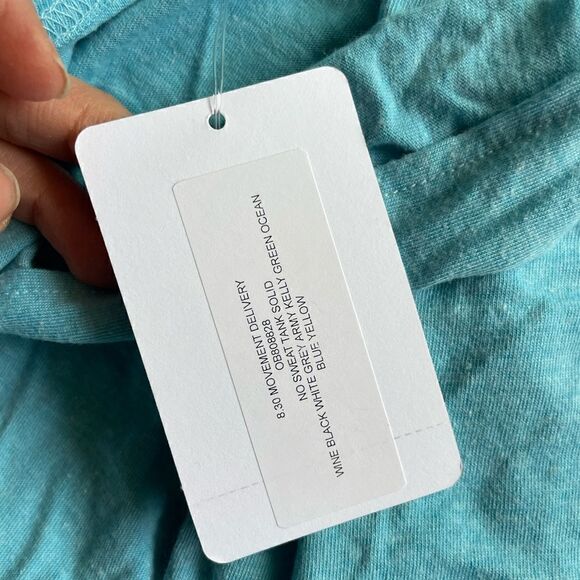 8.30 MOVEMENT DELIVERY
OB808828
NO SWEAT TANK SOLID
WINE BLACK WHITE GREY ARMY KELLY GREEN OCEAN
BLUE YELLOW